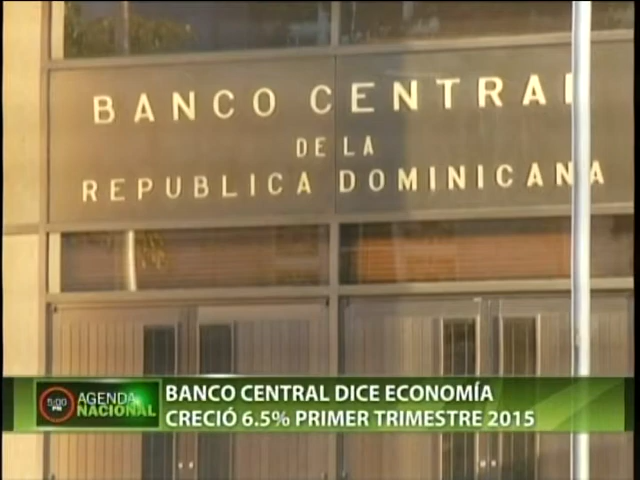 BANCO CENTRAL
DE LA
REPUBLICA DOMINICANA
5:00
PM
AGENDA
NACIONAL
BANCO CENTRAL DICE ECONOMÍA
CRECIÓ 6.5% PRIMER TRIMESTRE 2015